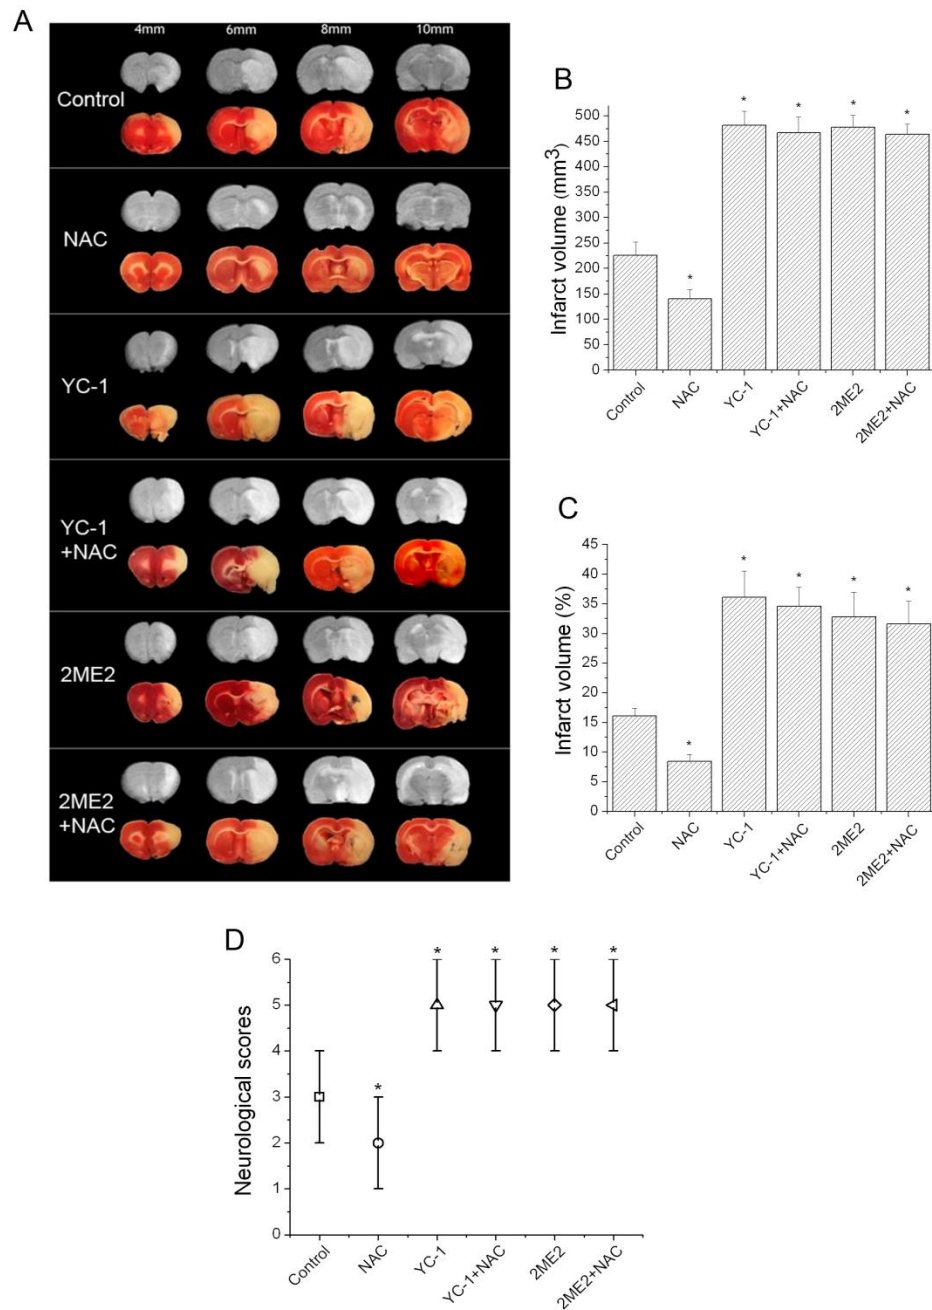 A
4mm 6mm 8mm 10mm
Control
NAC
YC-1
YC-1
+NAC
2ME2
2ME2
+NAC
B
Infarct volume (mm³)
500
450
400
350
300
250
200
150
100
50
0
* * * * *
Control NAC YC-1 YC-1+NAC 2ME2 2ME2+NAC
C
Infarct volume (%)
45
40
35
30
25
20
15
10
5
0
* * * * *
Control NAC YC-1 YC-1+NAC 2ME2 2ME2+NAC
D
Neurological scores
6
5
4
3
2
1
0
* * * * *
Control NAC YC-1 YC-1+NAC 2ME2 2ME2+NAC